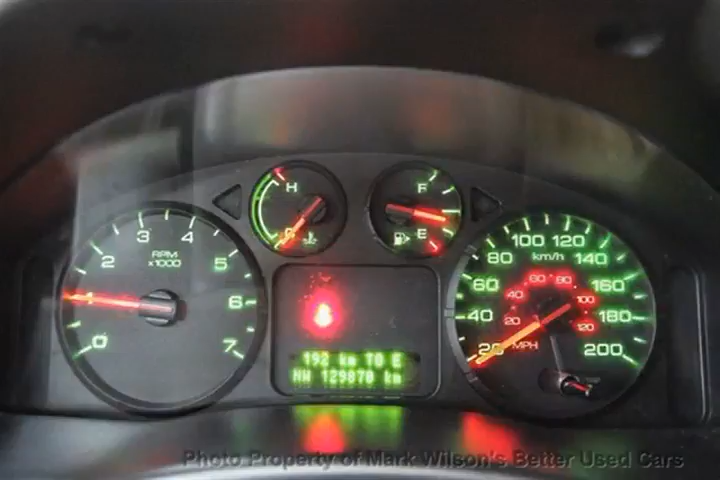 H
C
F
E
0 1 2 3 4 5 6 7
RPM
x1000
20 40 60 80 100 120 140 160 180 200
km/h
20 40 60 80 100 120
MPH
192 km TO E
NW 129870 km
Photo Property of Mark Wilson's Better Used Cars